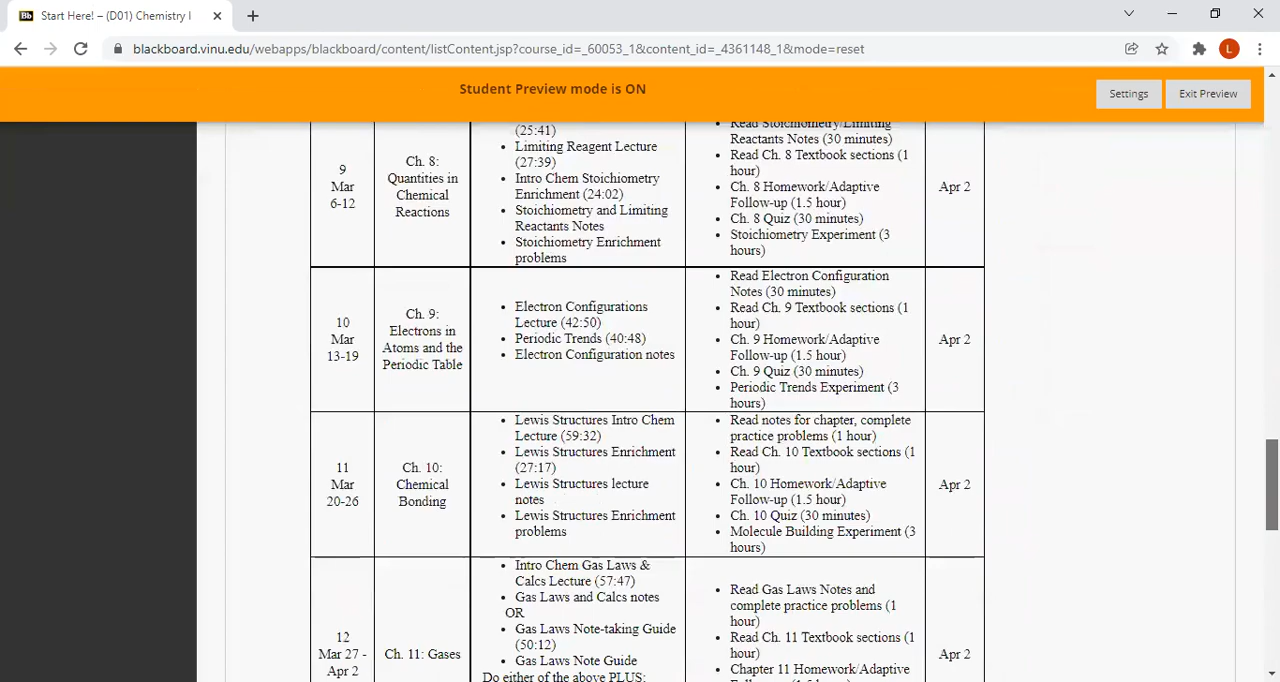 Start Here! – (D01) Chemistry I
blackboard.vinu.edu/webapps/blackboard/content/listContent.jsp?course_id=_60053_1&content_id=_4361148_1&mode=reset
L
Student Preview mode is ON
Settings
Exit Preview
9
Mar
6-12
Ch. 8:
Quantities in
Chemical
Reactions
(25:41)
Limiting Reagent Lecture
(27:39)
Intro Chem Stoichiometry
Enrichment (24:02)
Stoichiometry and Limiting
Reactants Notes
Stoichiometry Enrichment
problems
Read Stoichiometry/Limiting
Reactants Notes (30 minutes)
Read Ch. 8 Textbook sections (1
hour)
Ch. 8 Homework/Adaptive
Follow-up (1.5 hour)
Ch. 8 Quiz (30 minutes)
Stoichiometry Experiment (3
hours)
Apr 2
10
Mar
13-19
Ch. 9:
Electrons in
Atoms and the
Periodic Table
Electron Configurations
Lecture (42:50)
Periodic Trends (40:48)
Electron Configuration notes
Read Electron Configuration
Notes (30 minutes)
Read Ch. 9 Textbook sections (1
hour)
Ch. 9 Homework/Adaptive
Follow-up (1.5 hour)
Ch. 9 Quiz (30 minutes)
Periodic Trends Experiment (3
hours)
Apr 2
11
Mar
20-26
Ch. 10:
Chemical
Bonding
Lewis Structures Intro Chem
Lecture (59:32)
Lewis Structures Enrichment
(27:17)
Lewis Structures lecture
notes
Lewis Structures Enrichment
problems
Read notes for chapter, complete
practice problems (1 hour)
Read Ch. 10 Textbook sections (1
hour)
Ch. 10 Homework/Adaptive
Follow-up (1.5 hour)
Ch. 10 Quiz (30 minutes)
Molecule Building Experiment (3
hours)
Apr 2
12
Mar 27 -
Apr 2
Ch. 11: Gases
Intro Chem Gas Laws &
Calcs Lecture (57:47)
Gas Laws and Calcs notes
OR
Gas Laws Note-taking Guide
(50:12)
Gas Laws Note Guide
Do either of the above PLUS:
Read Gas Laws Notes and
complete practice problems (1
hour)
Read Ch. 11 Textbook sections (1
hour)
Chapter 11 Homework/Adaptive
Apr 2